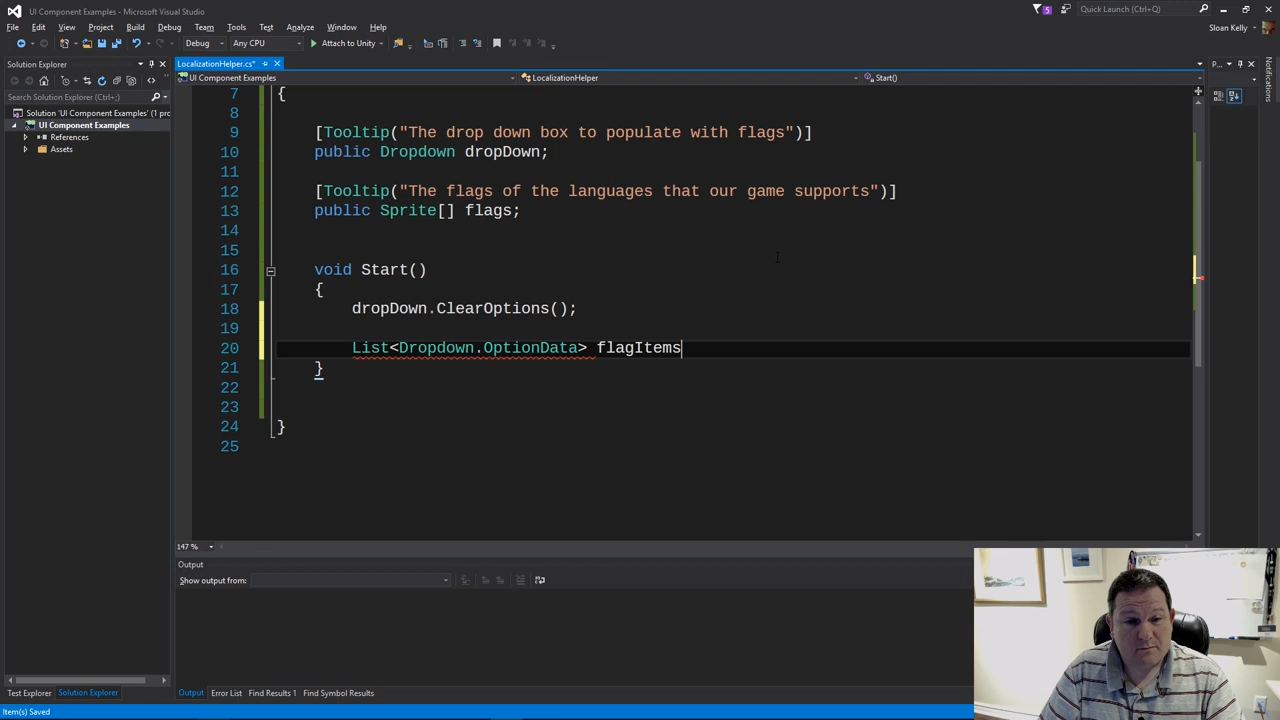 UI Component Examples - Microsoft Visual Studio
5
Quick Launch (Ctrl+Q)
File Edit View Project Build Debug Team Tools Test Analyze Window Help
Sloan Kelly
Debug Any CPU Attach to Unity
Solution Explorer
LocalizationHelper.cs*
P...
Notifications
UI Component Examples
LocalizationHelper
Start()
Search Solution Explorer (Ctrl+;)
Solution 'UI Component Examples' (1 pro
UI Component Examples
References
Assets
7 {
8
9 [Tooltip("The drop down box to populate with flags")]
10 public Dropdown dropDown;
11
12 [Tooltip("The flags of the languages that our game supports")]
13 public Sprite[] flags;
14
15
16 void Start()
17 {
18 dropDown.ClearOptions();
19
20 List<Dropdown.OptionData> flagItems
21 }
22
23
24 }
25
147 %
Output
Show output from:
Test Explorer Solution Explorer
Output Error List Find Results 1 Find Symbol Results
Item(s) Saved